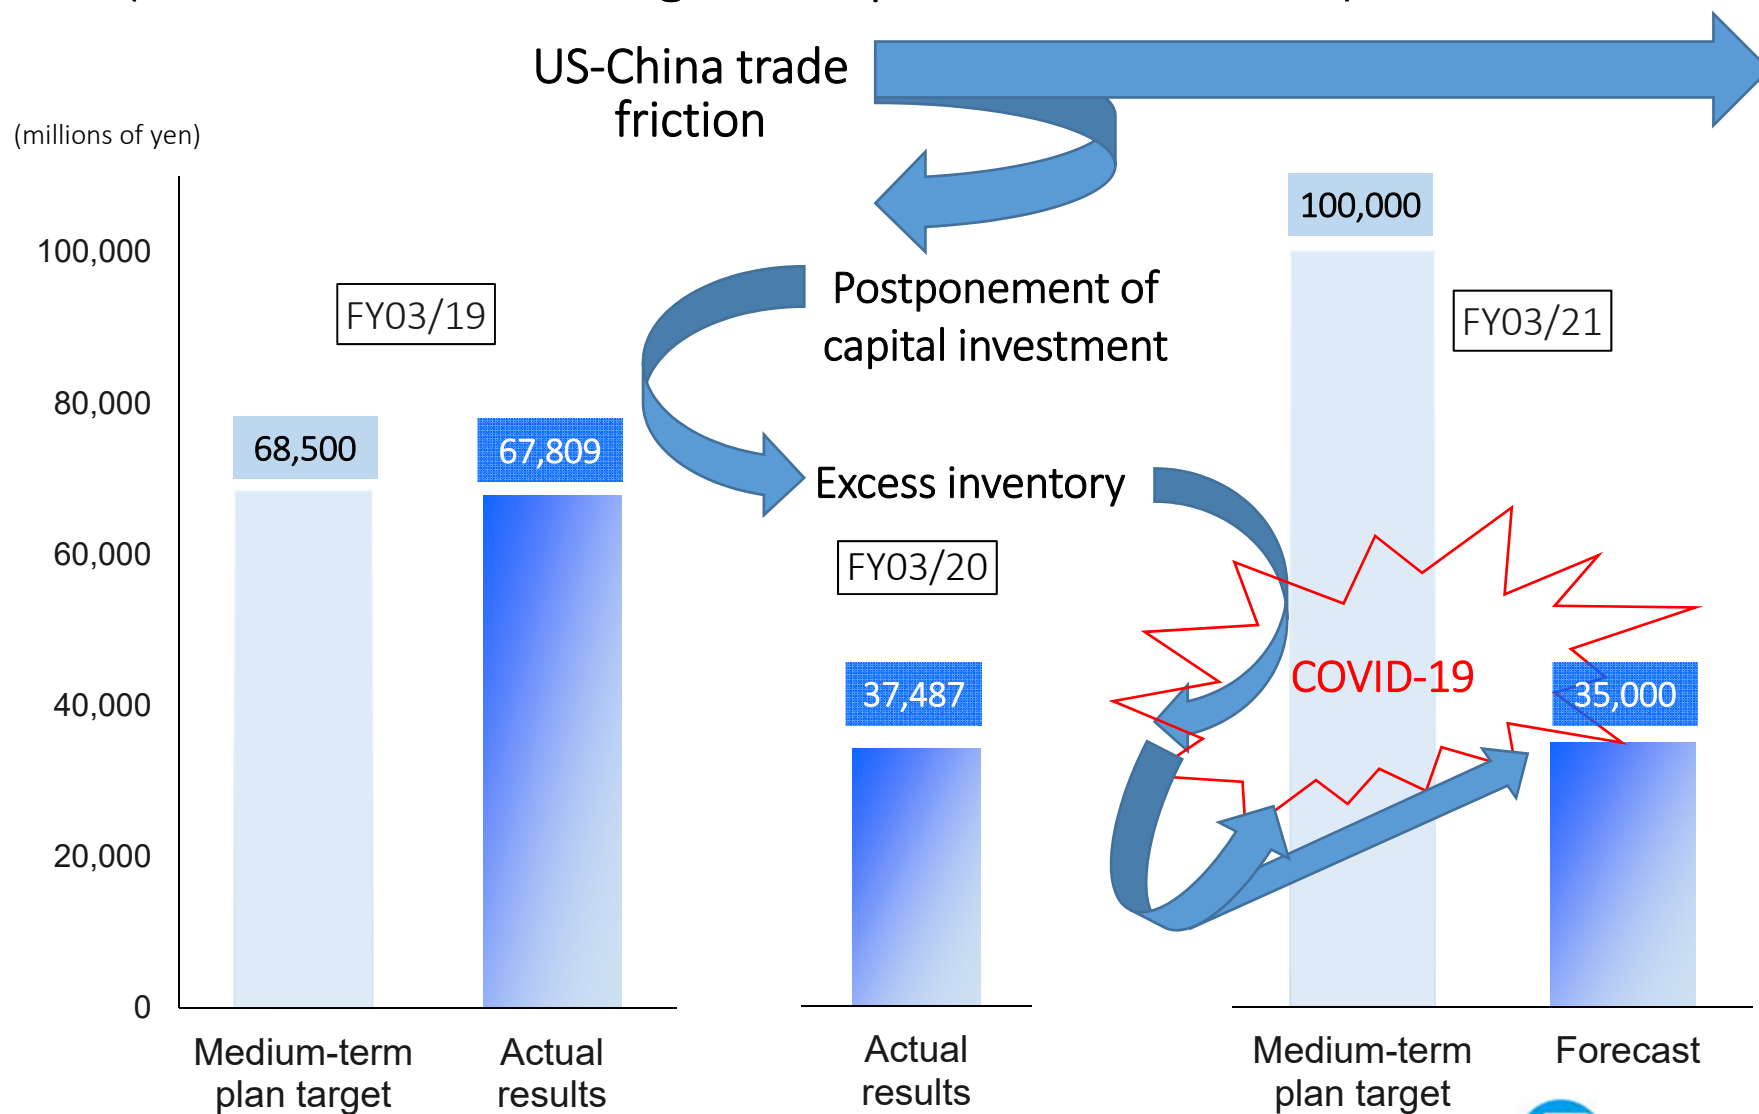 US-China trade
friction
(millions of yen)
100,000
80,000
60,000
40,000
20,000
0
FY03/19
68,500
67,809
Medium-term
plan target
Actual
results
Postponement of
capital investment
Excess inventory
FY03/20
37,487
Actual
results
100,000
FY03/21
COVID-19
35,000
Medium-term
plan target
Forecast